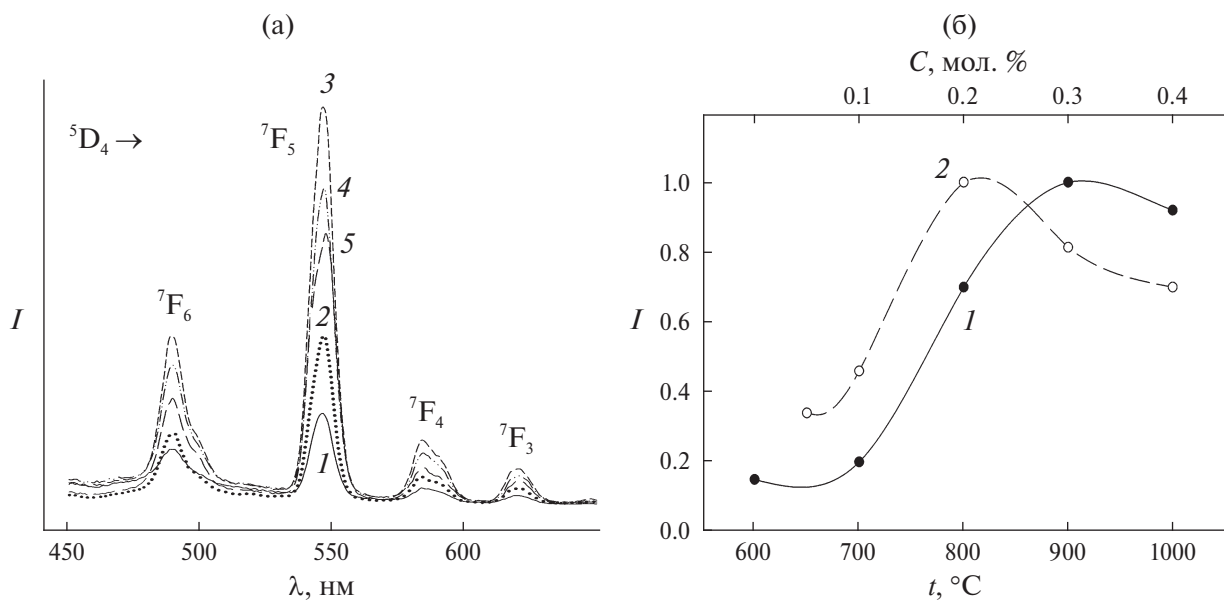 (а)
3
⁵D₄ →
⁷F₅
4
5
⁷F₆
2
I
⁷F₄
⁷F₃
1
450 500 550 600
λ, нм
(б)
C, мол. %
0.1 0.2 0.3 0.4
1.0
2
0.8
0.6
I
1
0.4
0.2
0.0
600 700 800 900 1000
t, °C